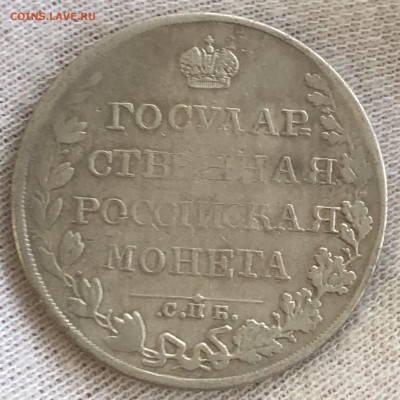 COINS.LAVE.RU
ГОСУДАР-
СТВЕННАЯ
РОССИЙСКАЯ
МОНЕТА
С.П.Б.